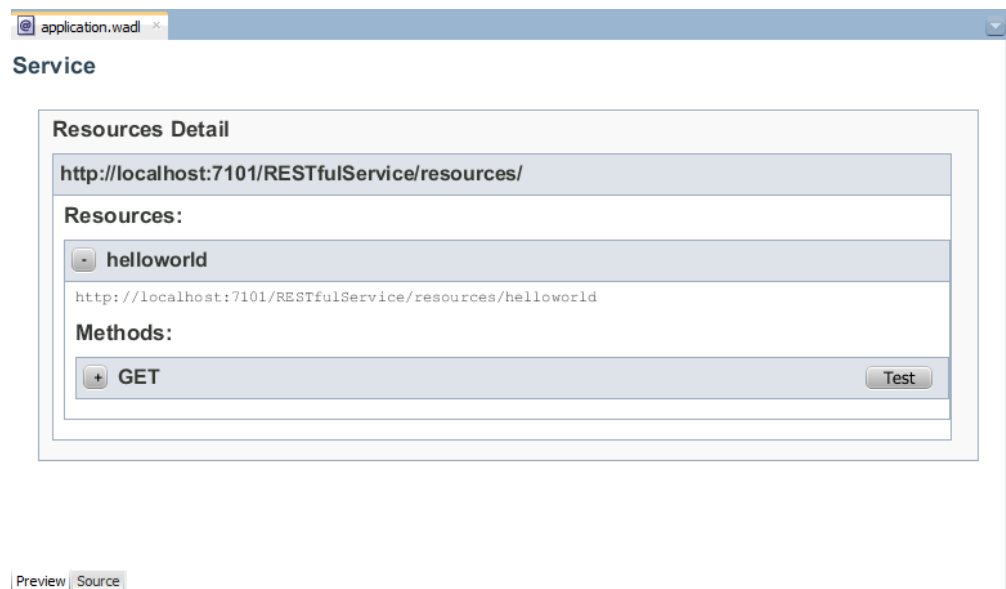 application.wadl
Service
Resources Detail
http://localhost:7101/RESTfulService/resources/
Resources:
- helloworld
http://localhost:7101/RESTfulService/resources/helloworld
Methods:
+ GET Test
Preview Source